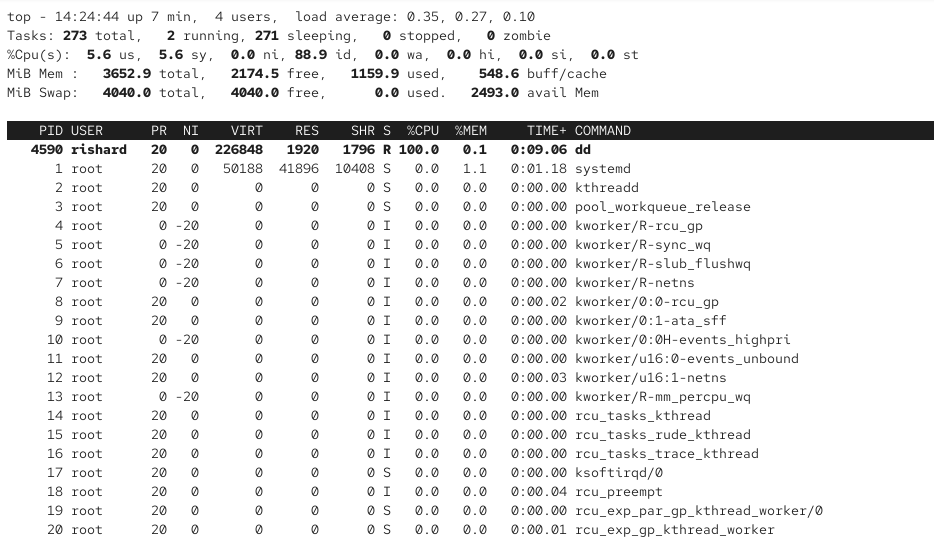 top - 14:24:44 up 7 min,  4 users,  load average: 0.35, 0.27, 0.10
Tasks: 273 total,   2 running, 271 sleeping,   0 stopped,   0 zombie
%Cpu(s):  5.6 us,  5.6 sy,  0.0 ni, 88.9 id,  0.0 wa,  0.0 hi,  0.0 si,  0.0 st
MiB Mem :   3652.9 total,   2174.5 free,   1159.9 used,    548.6 buff/cache
MiB Swap:   4040.0 total,   4040.0 free,      0.0 used.   2493.0 avail Mem
PID USER      PR  NI    VIRT    RES    SHR S  %CPU  %MEM     TIME+ COMMAND
4590 rishard   20   0  226848   1920   1796 R 100.0   0.1   0:09.06 dd
1 root      20   0   50188  41896  10408 S   0.0   1.1   0:01.18 systemd
2 root      20   0       0      0      0 S   0.0   0.0   0:00.00 kthreadd
3 root      20   0       0      0      0 S   0.0   0.0   0:00.00 pool_workqueue_release
4 root       0 -20       0      0      0 I   0.0   0.0   0:00.00 kworker/R-rcu_gp
5 root       0 -20       0      0      0 I   0.0   0.0   0:00.00 kworker/R-sync_wq
6 root       0 -20       0      0      0 I   0.0   0.0   0:00.00 kworker/R-slub_flushwq
7 root       0 -20       0      0      0 I   0.0   0.0   0:00.00 kworker/R-netns
8 root      20   0       0      0      0 I   0.0   0.0   0:00.02 kworker/0:0-rcu_gp
9 root      20   0       0      0      0 I   0.0   0.0   0:00.00 kworker/0:1-ata_sff
10 root       0 -20       0      0      0 I   0.0   0.0   0:00.00 kworker/0:0H-events_highpri
11 root      20   0       0      0      0 I   0.0   0.0   0:00.00 kworker/u16:0-events_unbound
12 root      20   0       0      0      0 I   0.0   0.0   0:00.03 kworker/u16:1-netns
13 root       0 -20       0      0      0 I   0.0   0.0   0:00.00 kworker/R-mm_percpu_wq
14 root      20   0       0      0      0 I   0.0   0.0   0:00.00 rcu_tasks_kthread
15 root      20   0       0      0      0 I   0.0   0.0   0:00.00 rcu_tasks_rude_kthread
16 root      20   0       0      0      0 I   0.0   0.0   0:00.00 rcu_tasks_trace_kthread
17 root      20   0       0      0      0 S   0.0   0.0   0:00.00 ksoftirqd/0
18 root      20   0       0      0      0 I   0.0   0.0   0:00.04 rcu_preempt
19 root      20   0       0      0      0 S   0.0   0.0   0:00.00 rcu_exp_par_gp_kthread_worker/0
20 root      20   0       0      0      0 S   0.0   0.0   0:00.01 rcu_exp_gp_kthread_worker